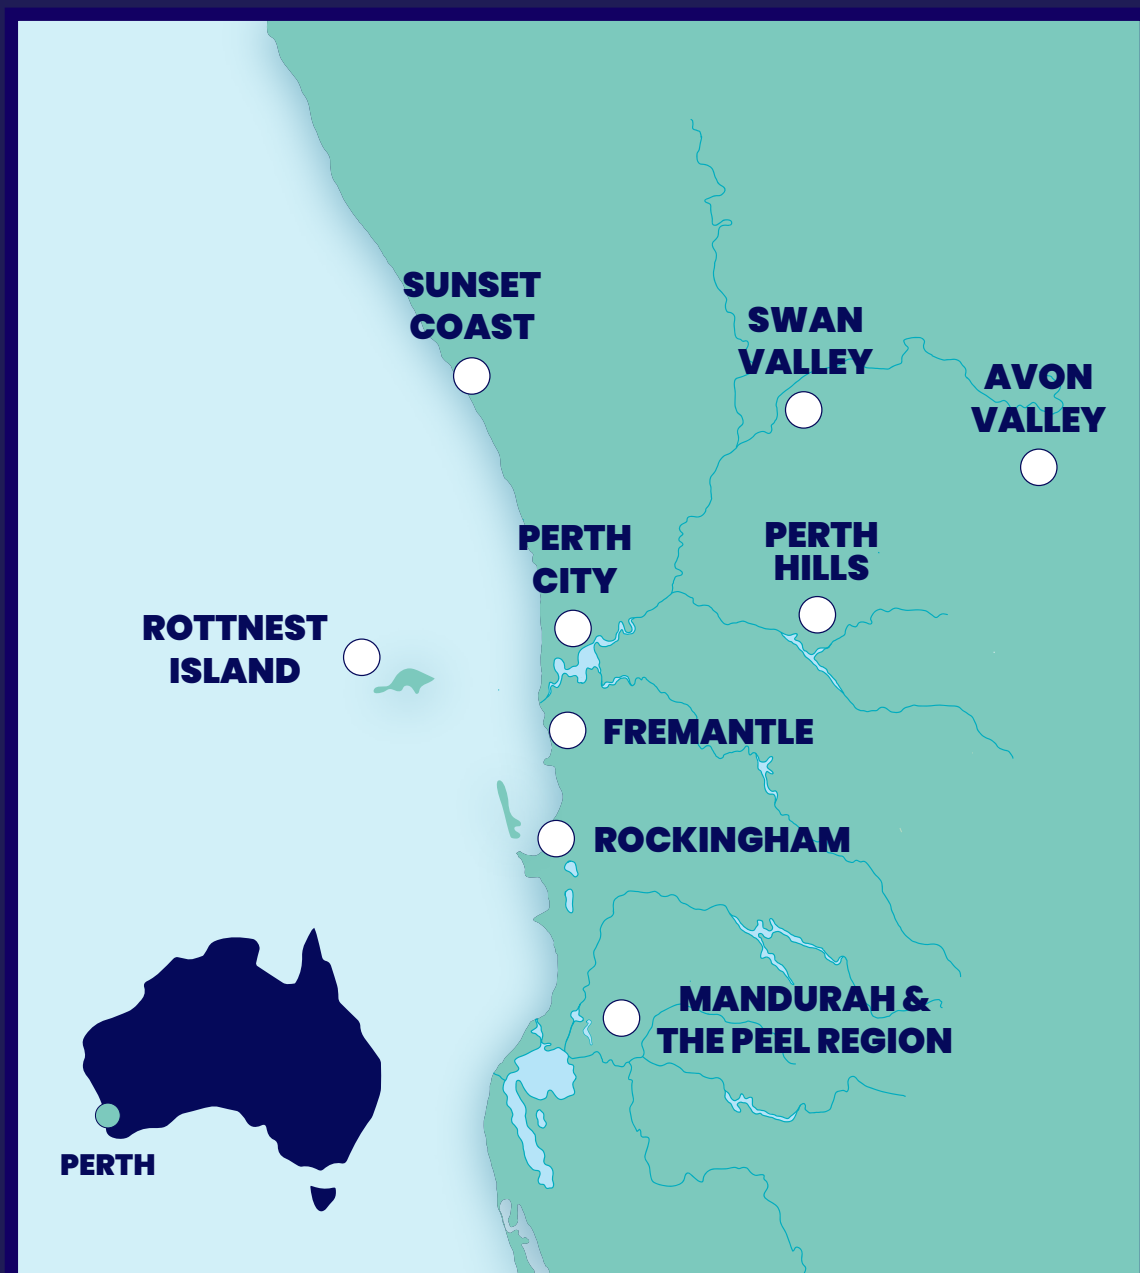 SUNSET
COAST
SWAN
VALLEY
AVON
VALLEY
PERTH
CITY
PERTH
HILLS
ROTTNEST
ISLAND
FREMANTLE
ROCKINGHAM
MANDURAH &
THE PEEL REGION
PERTH